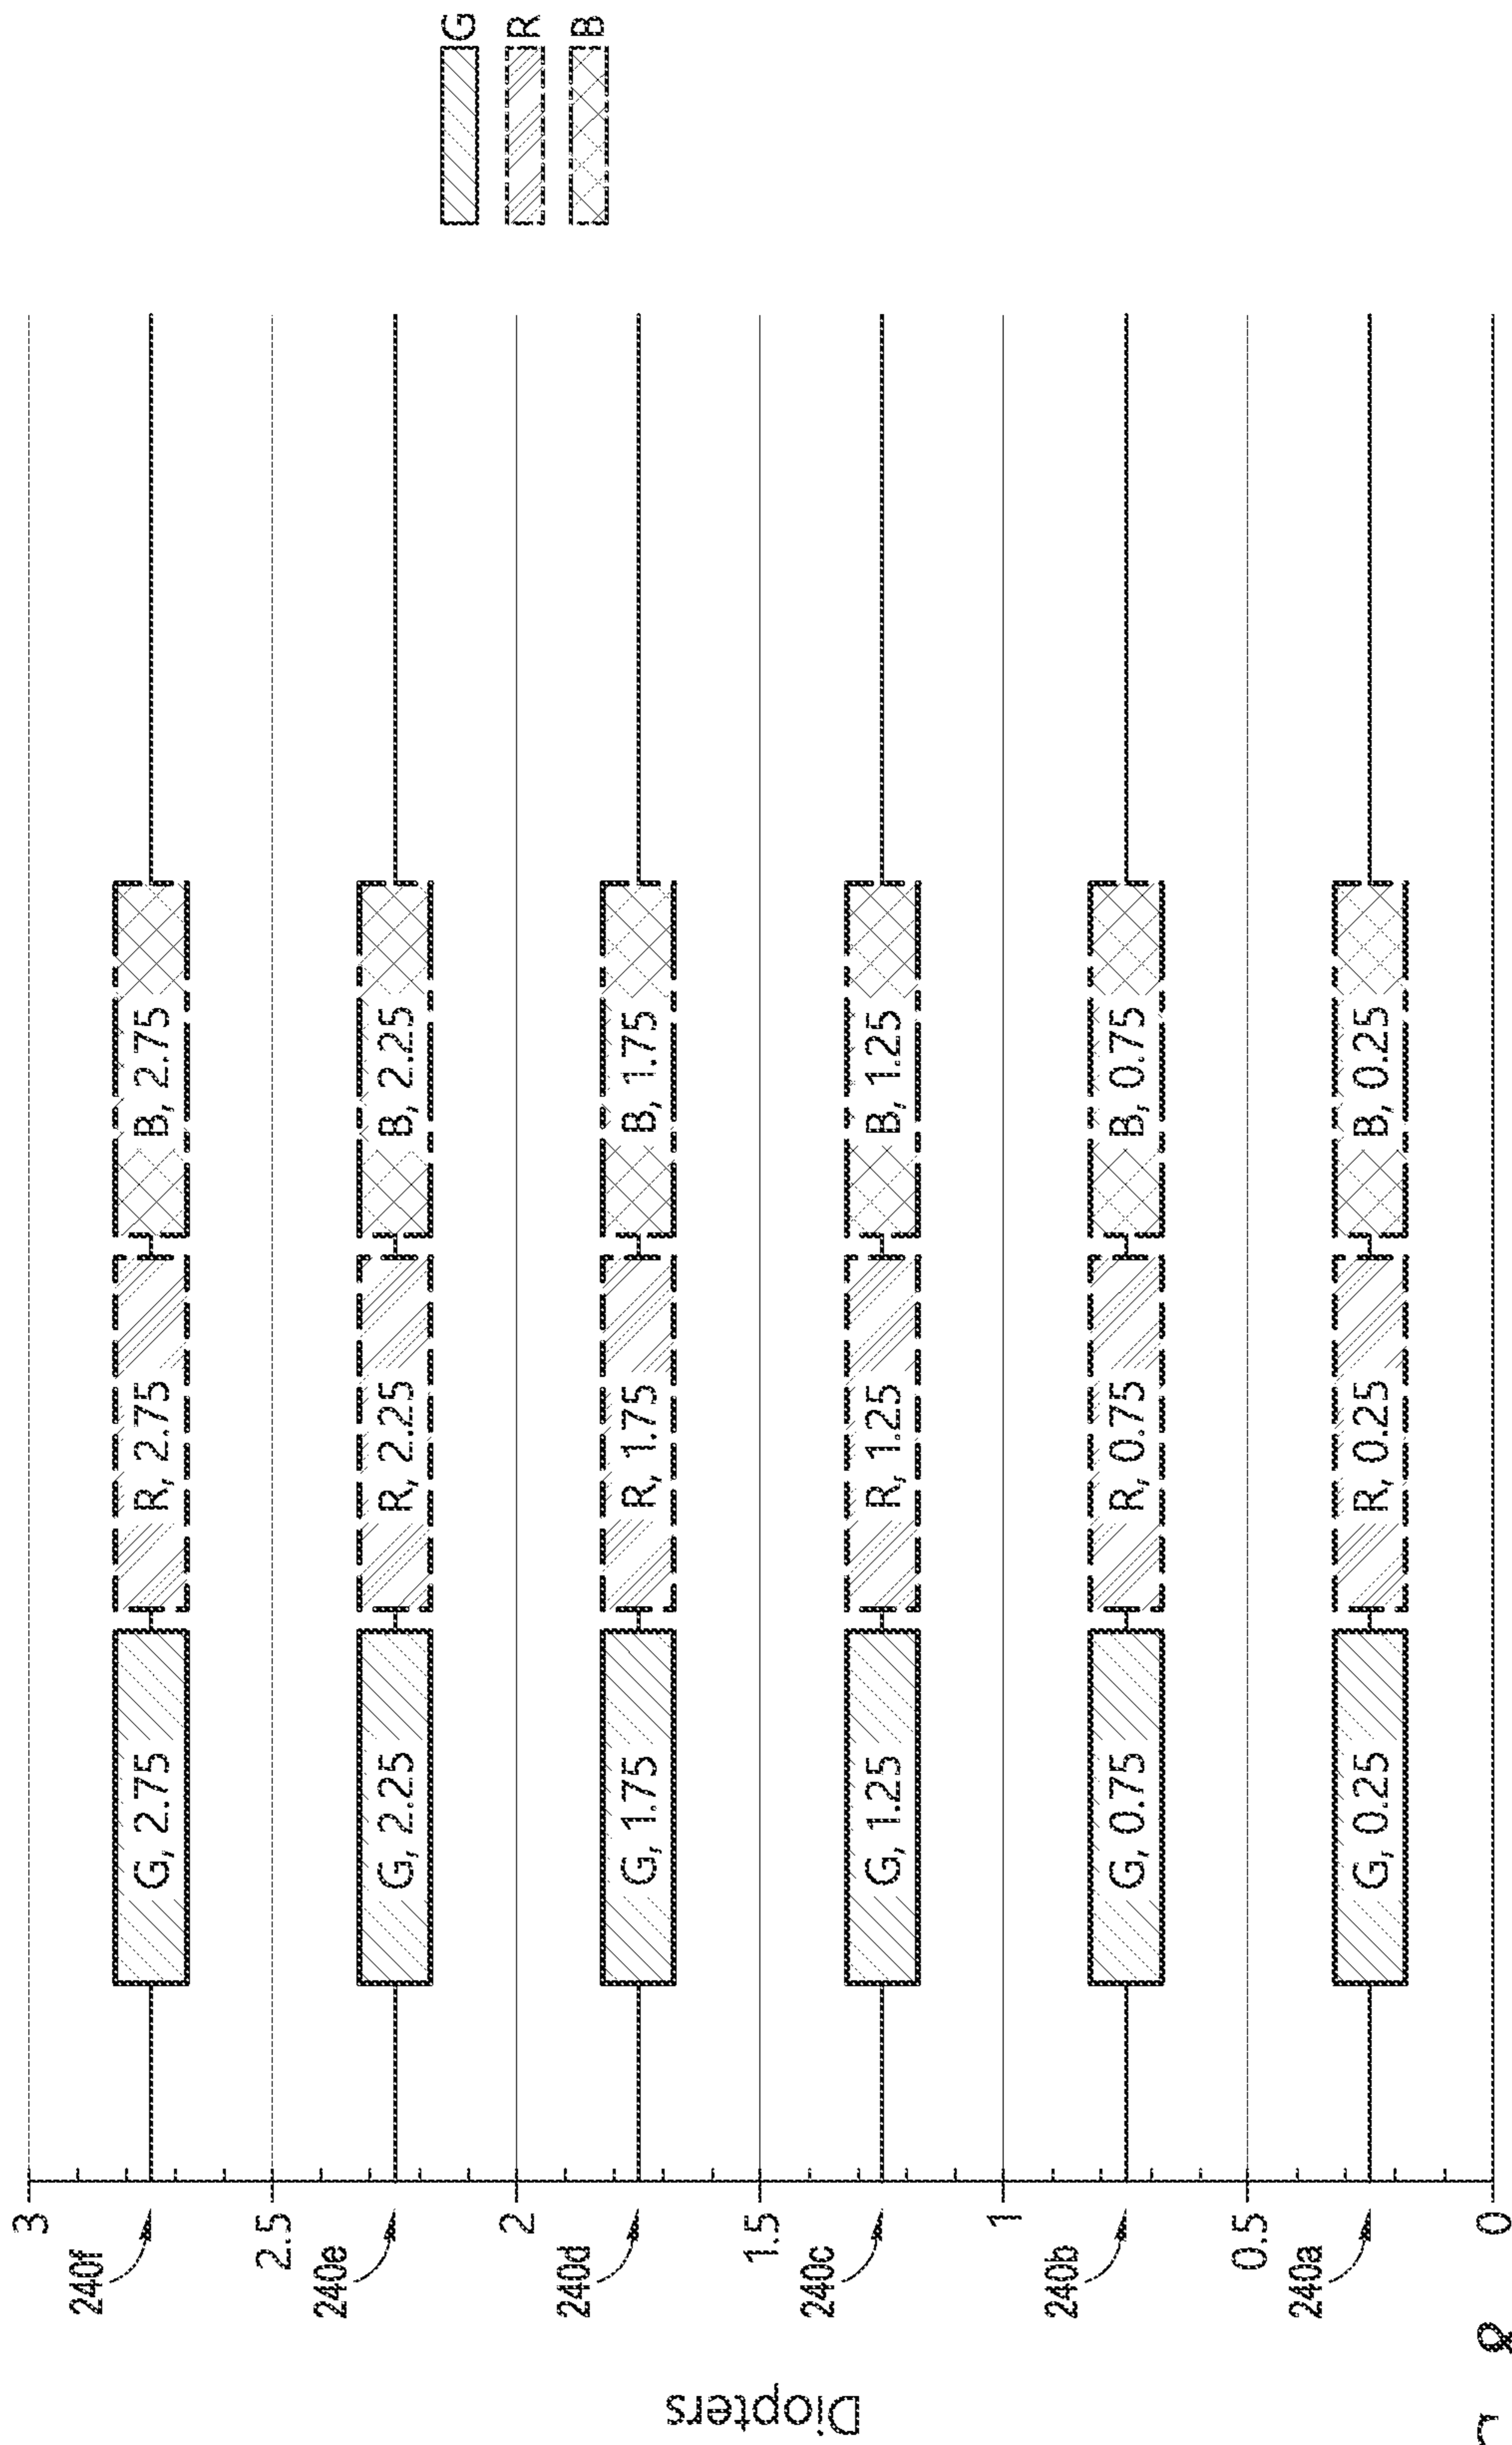 Diopters
3
240f
G, 2.75
R, 2.75
B, 2.75
2.5
240e
G, 2.25
R, 2.25
B, 2.25
2
240d
G, 1.75
R, 1.75
B, 1.75
1.5
240c
G, 1.25
R, 1.25
B, 1.25
1
240b
G, 0.75
R, 0.75
B, 0.75
0.5
240a
G, 0.25
R, 0.25
B, 0.25
0
G
R
B